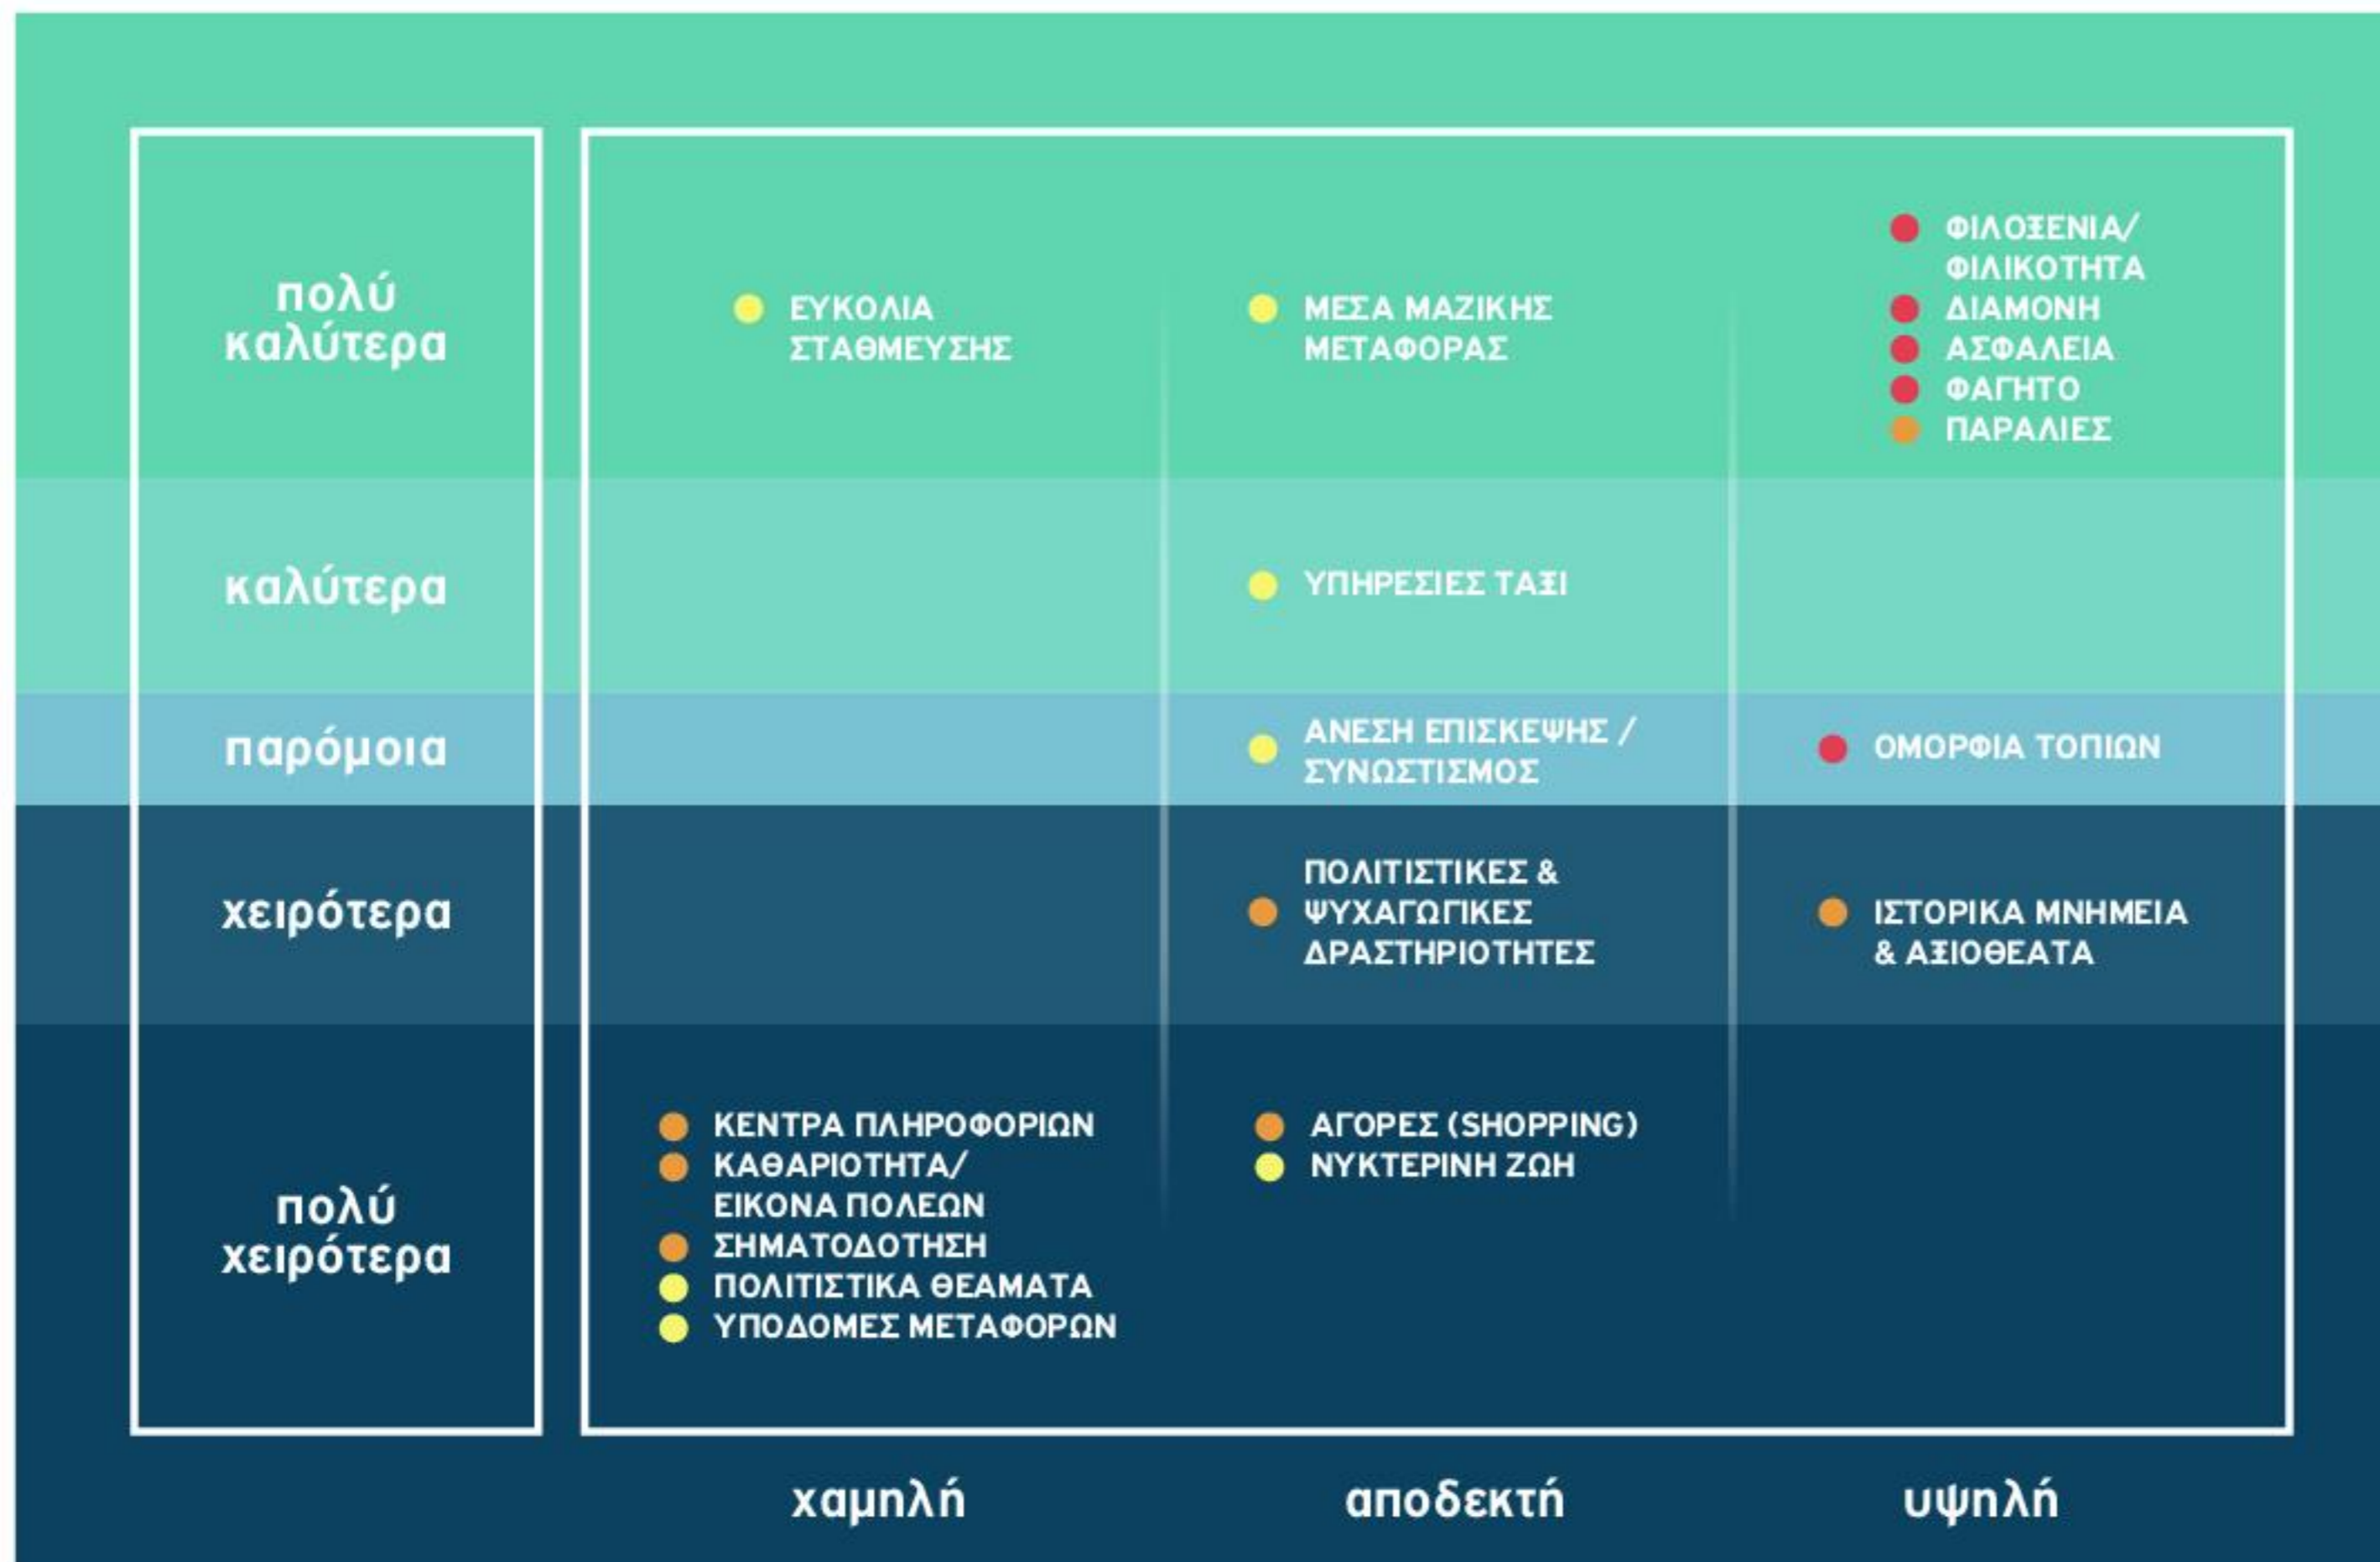 πολύ
καλύτερα
ΕΥΚΟΛΙΑ
ΣΤΑΘΜΕΥΣΗΣ
ΜΕΣΑ ΜΑΖΙΚΗΣ
ΜΕΤΑΦΟΡΑΣ
ΦΙΛΟΞΕΝΙΑ/
ΦΙΛΙΚΟΤΗΤΑ
ΔΙΑΜΟΝΗ
ΑΣΦΑΛΕΙΑ
ΦΑΓΗΤΟ
ΠΑΡΑΛΙΕΣ
καλύτερα
ΥΠΗΡΕΣΙΕΣ ΤΑΞΙ
παρόμοια
ΑΝΕΣΗ ΕΠΙΣΚΕΨΗΣ /
ΣΥΝΩΣΤΙΣΜΟΣ
ΟΜΟΡΦΙΑ ΤΟΠΙΩΝ
χειρότερα
ΠΟΛΙΤΙΣΤΙΚΕΣ &
ΨΥΧΑΓΩΓΙΚΕΣ
ΔΡΑΣΤΗΡΙΟΤΗΤΕΣ
ΙΣΤΟΡΙΚΑ ΜΝΗΜΕΙΑ
& ΑΞΙΟΘΕΑΤΑ
πολύ
χειρότερα
ΚΕΝΤΡΑ ΠΛΗΡΟΦΟΡΙΩΝ
ΚΑΘΑΡΙΟΤΗΤΑ/
ΕΙΚΟΝΑ ΠΟΛΕΩΝ
ΣΗΜΑΤΟΔΟΤΗΣΗ
ΠΟΛΙΤΙΣΤΙΚΑ ΘΕΑΜΑΤΑ
ΥΠΟΔΟΜΕΣ ΜΕΤΑΦΟΡΩΝ
ΑΓΟΡΕΣ (SHOPPING)
ΝΥΚΤΕΡΙΝΗ ΖΩΗ
χαμηλή
αποδεκτή
υψηλή